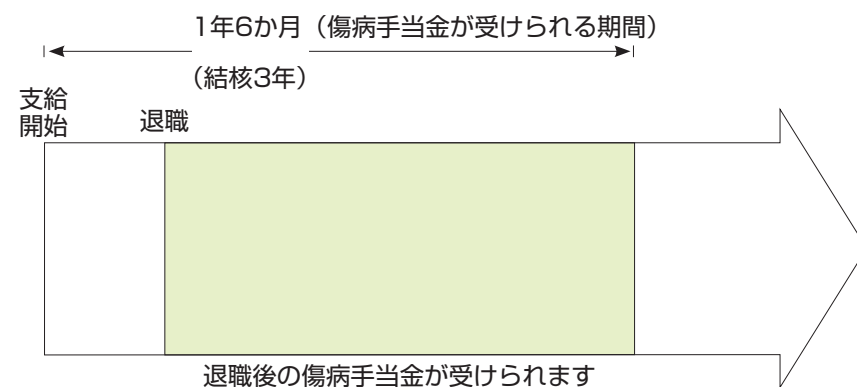 1年6か月（傷病手当金が受けられる期間）
（結核3年）
支給
開始
退職
退職後の傷病手当金が受けられます